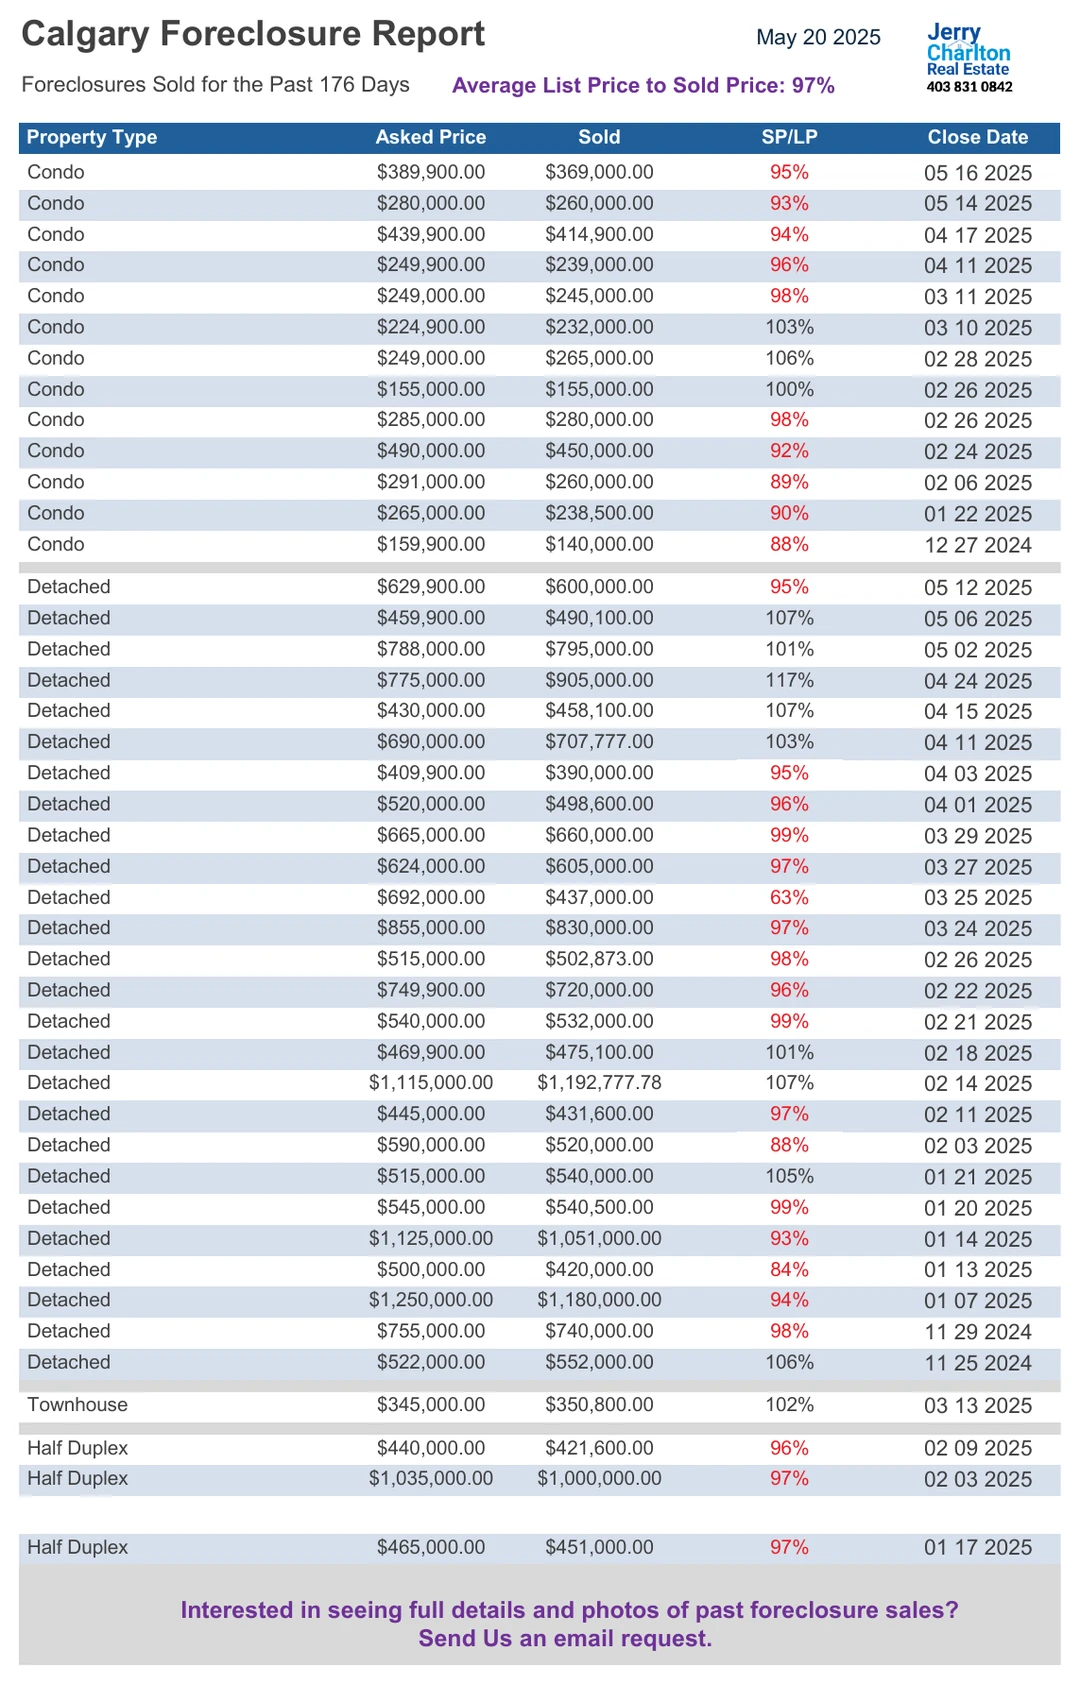 Calgary Foreclosure Report
May 20 2025
Jerry
Charlton
Real Estate
403 831 0842
Foreclosures Sold for the Past 176 Days
Average List Price to Sold Price: 97%
Property Type Asked Price Sold SP/LP Close Date
Condo $389,900.00 $369,000.00 95% 05 16 2025
Condo $280,000.00 $260,000.00 93% 05 14 2025
Condo $439,900.00 $414,900.00 94% 04 17 2025
Condo $249,900.00 $239,000.00 96% 04 11 2025
Condo $249,000.00 $245,000.00 98% 03 11 2025
Condo $224,900.00 $232,000.00 103% 03 10 2025
Condo $249,000.00 $265,000.00 106% 02 28 2025
Condo $155,000.00 $155,000.00 100% 02 26 2025
Condo $285,000.00 $280,000.00 98% 02 26 2025
Condo $490,000.00 $450,000.00 92% 02 24 2025
Condo $291,000.00 $260,000.00 89% 02 06 2025
Condo $265,000.00 $238,500.00 90% 01 22 2025
Condo $159,900.00 $140,000.00 88% 12 27 2024
Detached $629,900.00 $600,000.00 95% 05 12 2025
Detached $459,900.00 $490,100.00 107% 05 06 2025
Detached $788,000.00 $795,000.00 101% 05 02 2025
Detached $775,000.00 $905,000.00 117% 04 24 2025
Detached $430,000.00 $458,100.00 107% 04 15 2025
Detached $690,000.00 $707,777.00 103% 04 11 2025
Detached $409,900.00 $390,000.00 95% 04 03 2025
Detached $520,000.00 $498,600.00 96% 04 01 2025
Detached $665,000.00 $660,000.00 99% 03 29 2025
Detached $624,000.00 $605,000.00 97% 03 27 2025
Detached $692,000.00 $437,000.00 63% 03 25 2025
Detached $855,000.00 $830,000.00 97% 03 24 2025
Detached $515,000.00 $502,873.00 98% 02 26 2025
Detached $749,900.00 $720,000.00 96% 02 22 2025
Detached $540,000.00 $532,000.00 99% 02 21 2025
Detached $469,900.00 $475,100.00 101% 02 18 2025
Detached $1,115,000.00 $1,192,777.78 107% 02 14 2025
Detached $445,000.00 $431,600.00 97% 02 11 2025
Detached $590,000.00 $520,000.00 88% 02 03 2025
Detached $515,000.00 $540,000.00 105% 01 21 2025
Detached $545,000.00 $540,500.00 99% 01 20 2025
Detached $1,125,000.00 $1,051,000.00 93% 01 14 2025
Detached $500,000.00 $420,000.00 84% 01 13 2025
Detached $1,250,000.00 $1,180,000.00 94% 01 07 2025
Detached $755,000.00 $740,000.00 98% 11 29 2024
Detached $522,000.00 $552,000.00 106% 11 25 2024
Townhouse $345,000.00 $350,800.00 102% 03 13 2025
Half Duplex $440,000.00 $421,600.00 96% 02 09 2025
Half Duplex $1,035,000.00 $1,000,000.00 97% 02 03 2025
Half Duplex $465,000.00 $451,000.00 97% 01 17 2025
Interested in seeing full details and photos of past foreclosure sales?
Send Us an email request.